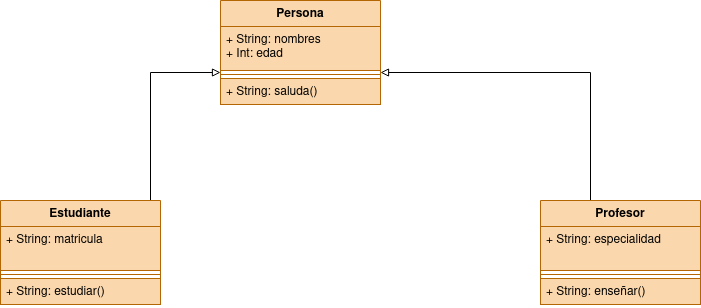 Persona
+ String: nombres
+ Int: edad
+ String: saluda()
Estudiante
+ String: matricula
+ String: estudiar()
Profesor
+ String: especialidad
+ String: enseñar()